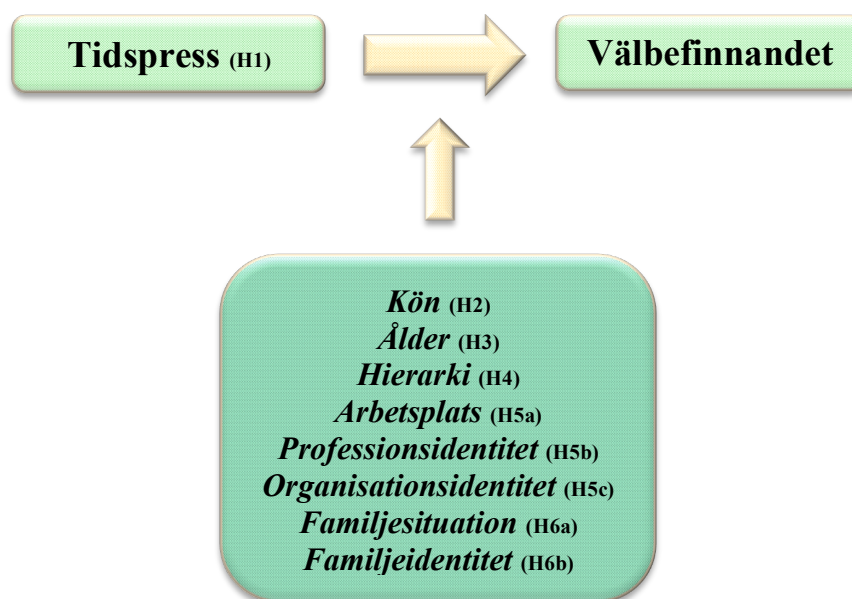 Tidspress (H1)
Välbefinnandet
Kön (H2)
Ålder (H3)
Hierarki (H4)
Arbetsplats (H5a)
Professionsidentitet (H5b)
Organisationsidentitet (H5c)
Familjesituation (H6a)
Familjeidentitet (H6b)